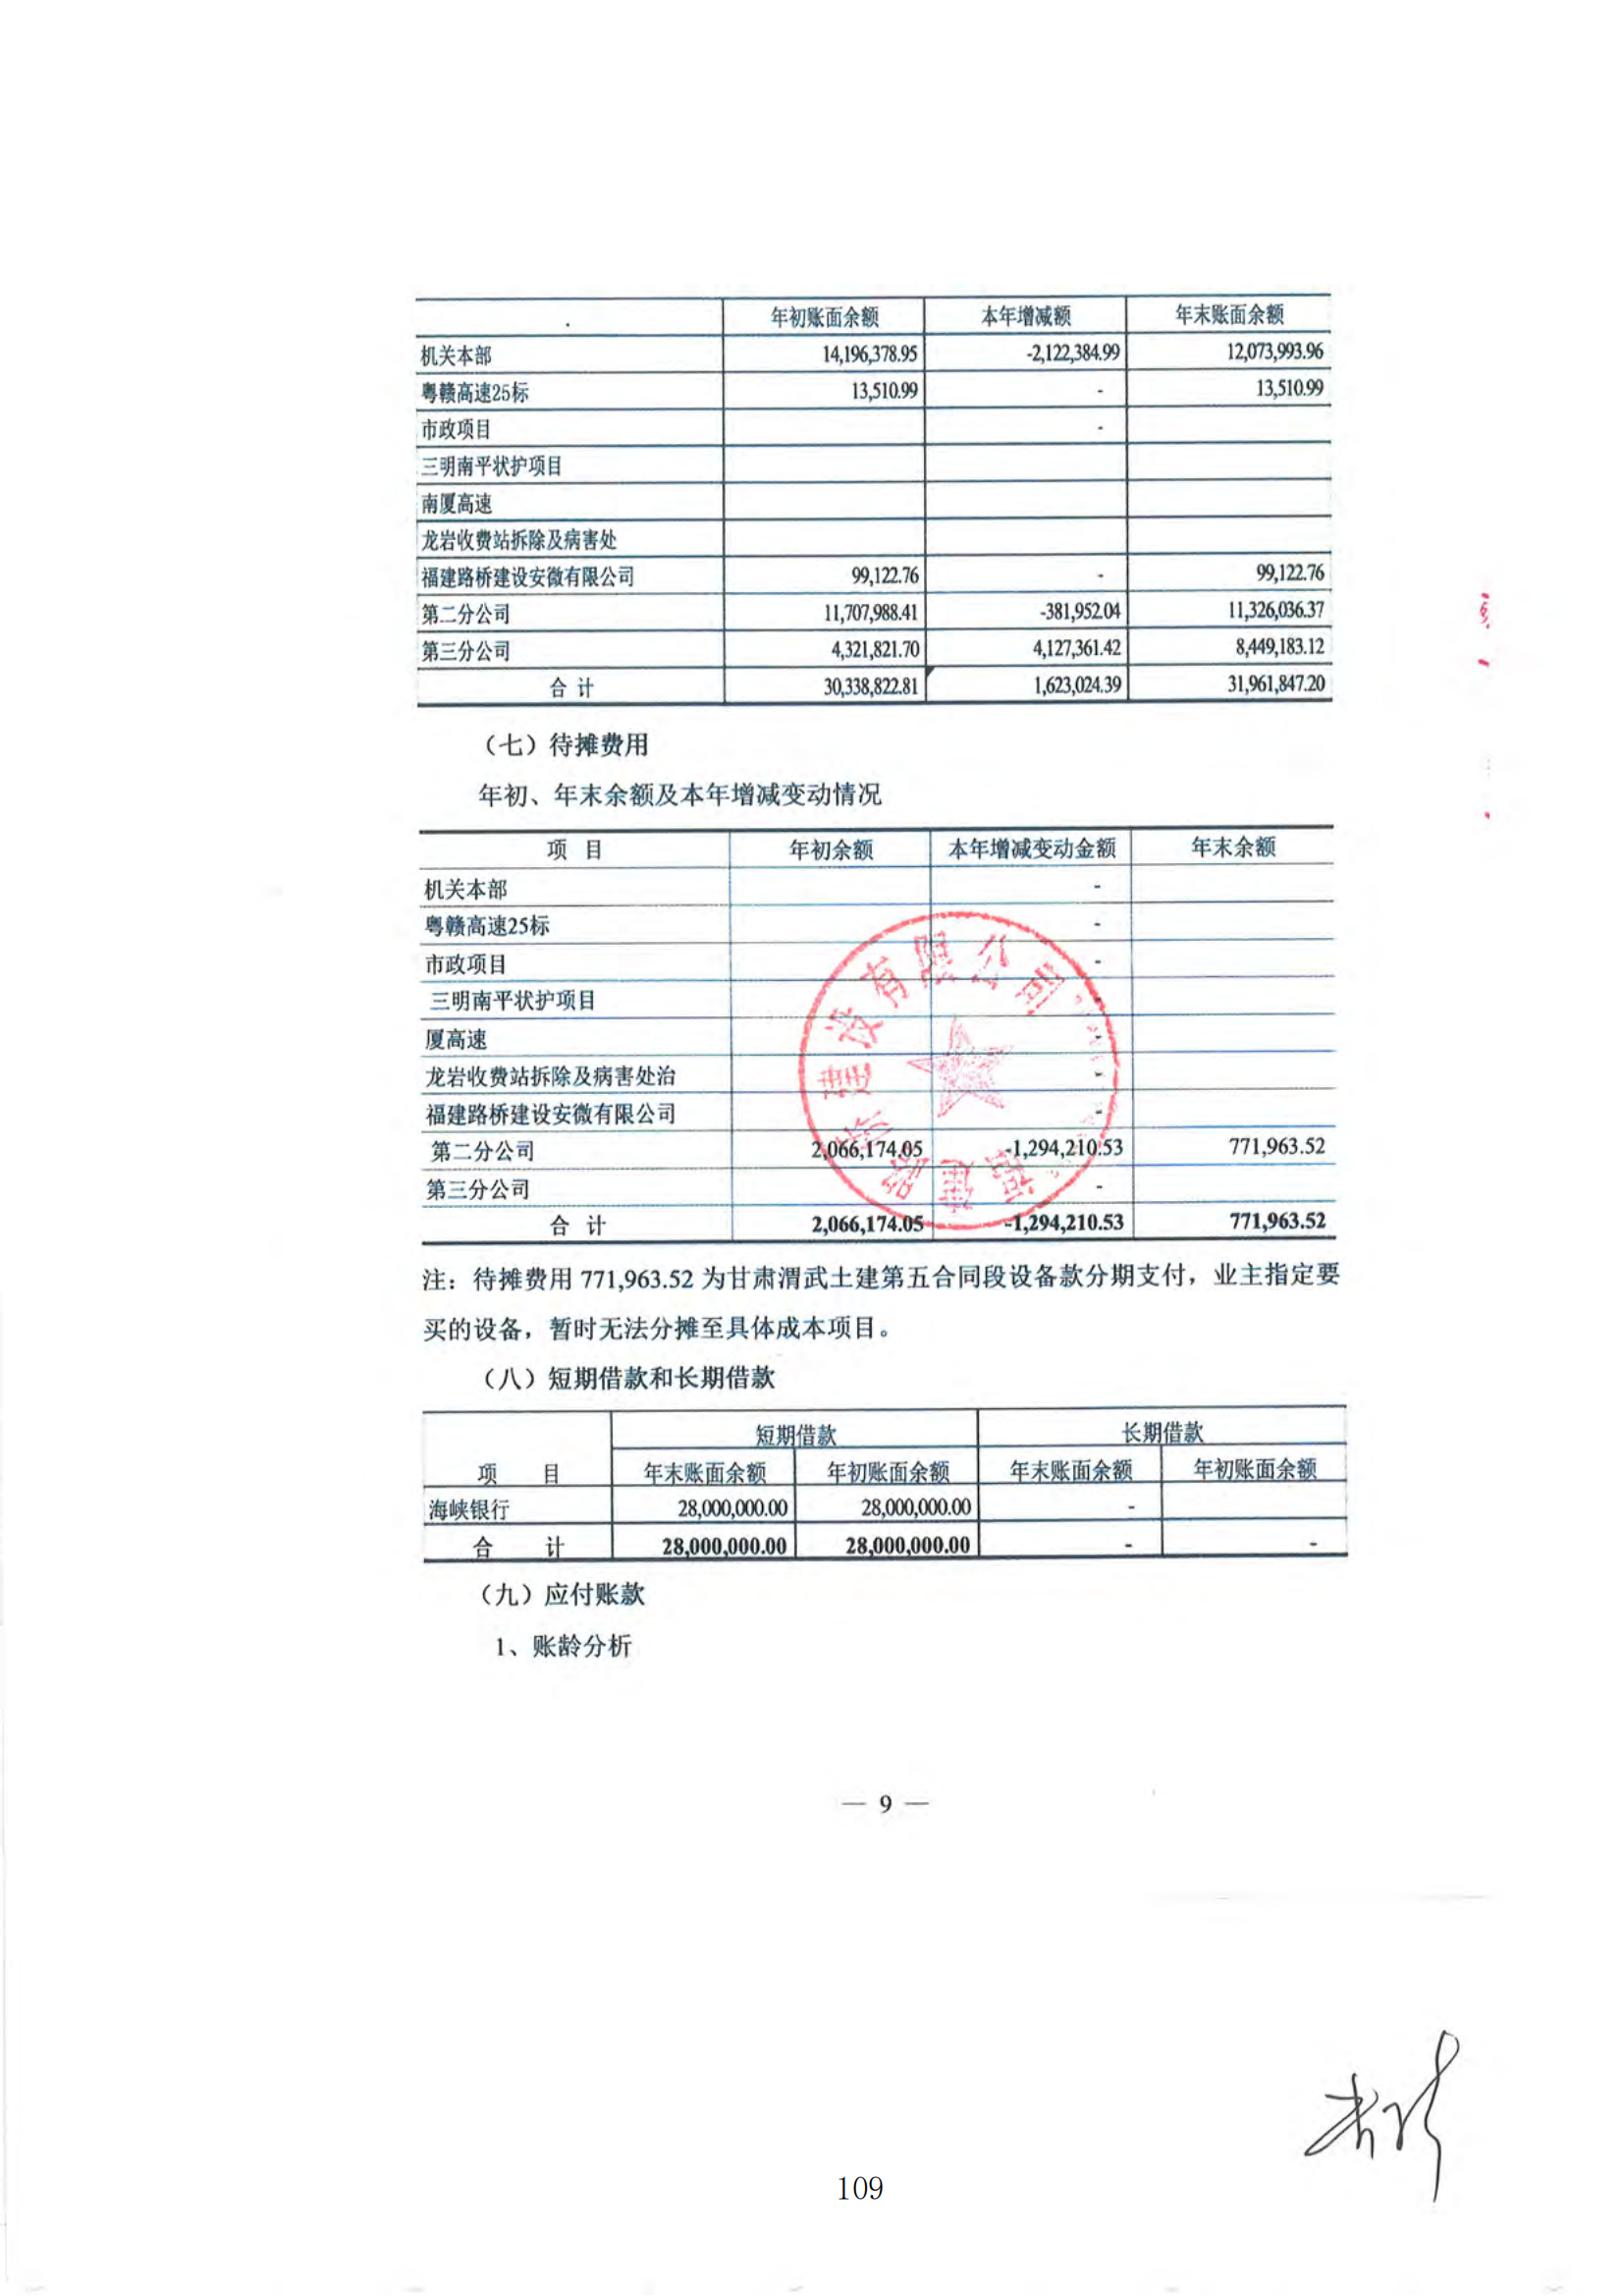 年初账面余额 本年增减额 年末账面余额
机关本部 14,196,378.95 -2,122,384.99 12,073,993.96
粤赣高速25标 13,510.99 - 13,510.99
市政项目 -
三明南平状护项目
南厦高速
龙岩收费站拆除及病害处
福建路桥建设安微有限公司 99,122.76 - 99,122.76
第二分公司 11,707,988.41 -381,952.04 11,326,036.37
第三分公司 4,321,821.70 4,127,361.42 8,449,183.12
合 计 30,338,822.81 1,623,024.39 31,961,847.20
（七）待摊费用
年初、年末余额及本年增减变动情况
项 目 年初余额 本年增减变动金额 年末余额
机关本部 -
粤赣高速25标 -
市政项目 -
三明南平状护项目 -
厦高速 -
龙岩收费站拆除及病害处治 -
福建路桥建设安微有限公司 -
第二分公司 2,066,174.05 -1,294,210.53 771,963.52
第三分公司 -
合 计 2,066,174.05 -1,294,210.53 771,963.52
福建路桥建设有限公司
注：待摊费用 771,963.52 为甘肃渭武土建第五合同段设备款分期支付，业主指定要
买的设备，暂时无法分摊至具体成本项目。
（八）短期借款和长期借款
短期借款 长期借款
项 目 年末账面余额 年初账面余额 年末账面余额 年初账面余额
海峡银行 28,000,000.00 28,000,000.00 -
合 计 28,000,000.00 28,000,000.00 - -
（九）应付账款
1、账龄分析
— 9 —
109